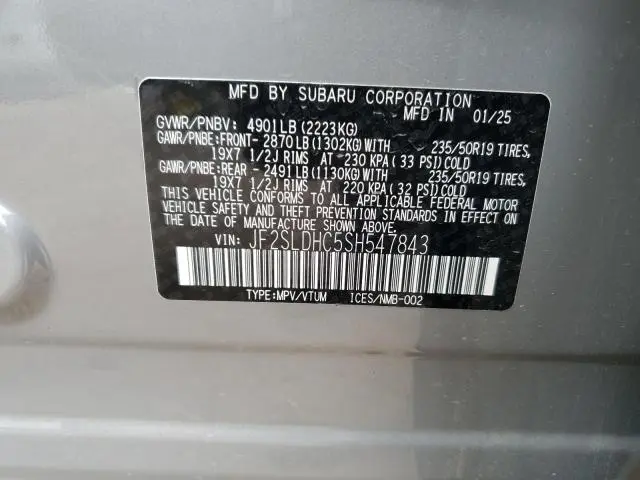 MFD BY SUBARU CORPORATION
MFD IN 01/25
GVWR/PNBV: 4901LB (2223KG)
GAWR/PNBE:FRONT- 2870LB (1302KG)WITH 235/50R19 TIRES,
19X7 1/2J RIMS AT 230 KPA (33 PSI)COLD
GAWR/PNBE:REAR - 2491LB (1130KG)WITH 235/50R19 TIRES,
19X7 1/2J RIMS AT 220 KPA (32 PSI)COLD
THIS VEHICLE CONFORMS TO ALL APPLICABLE FEDERAL MOTOR
VEHICLE SAFETY AND THEFT PREVENTION STANDARDS IN EFFECT
ON THE DATE OF MANUFACTURE SHOWN ABOVE.
VIN: JF2SLDHC5SH547843
TYPE:MPV/VTUM ICES/NMB-002